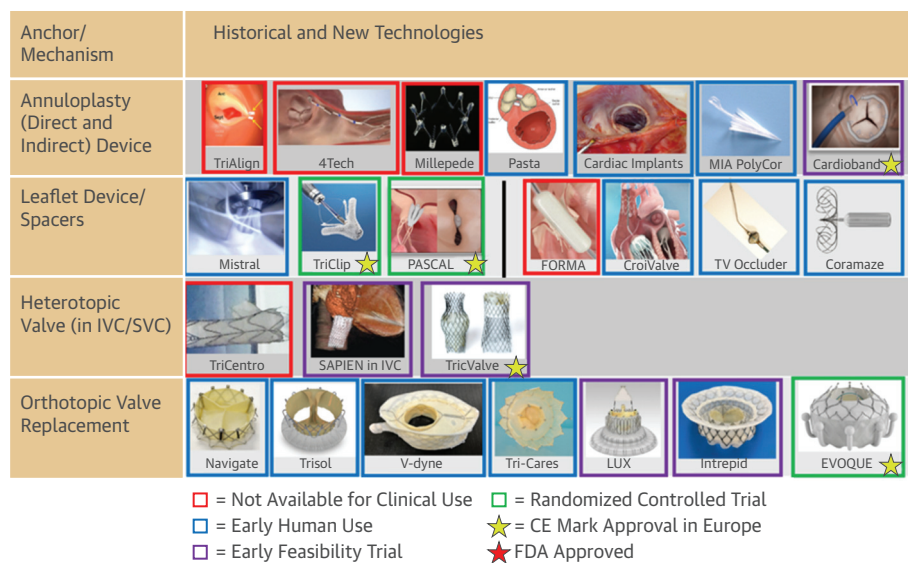 Anchor/
Mechanism
Historical and New Technologies
Annuloplasty
(Direct and
Indirect) Device
TriAlign
4Tech
Millepede
Pasta
Cardiac Implants
MIA PolyCor
Cardioband
Leaflet Device/
Spacers
Mistral
TriClip
PASCAL
FORMA
CroiValve
TV Occluder
Coramaze
Heterotopic
Valve (in IVC/SVC)
TriCentro
SAPIEN in IVC
TricValve
Orthotopic Valve
Replacement
Navigate
Trisol
V-dyne
Tri-Cares
LUX
Intrepid
EVOQUE
= Not Available for Clinical Use
= Randomized Controlled Trial
= Early Human Use
= CE Mark Approval in Europe
= Early Feasibility Trial
FDA Approved